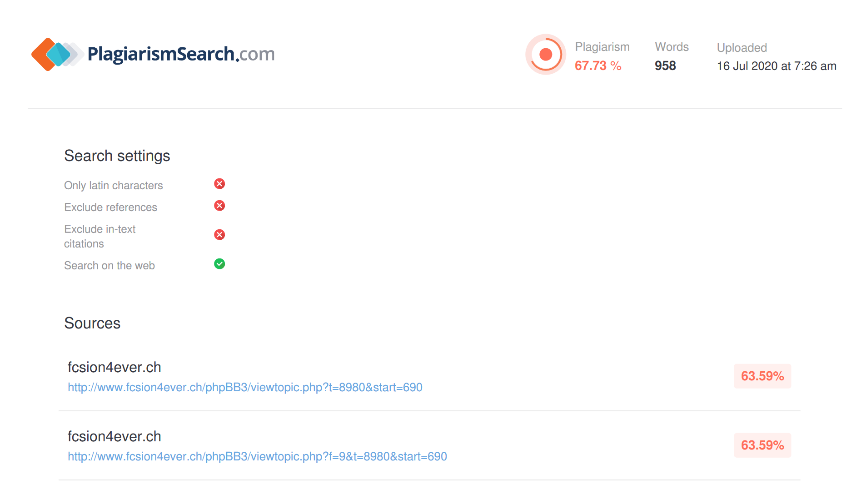 PlagiarismSearch.com
Plagiarism Words Uploaded
67.73 % 958 16 Jul 2020 at 7:26 am
Search settings
Only latin characters
Exclude references
Exclude in-text
citations
Search on the web
Sources
fcsion4ever.ch
http://www.fcsion4ever.ch/phpBB3/viewtopic.php?t=8980&start=690
63.59%
fcsion4ever.ch
http://www.fcsion4ever.ch/phpBB3/viewtopic.php?f=9&t=8980&start=690
63.59%